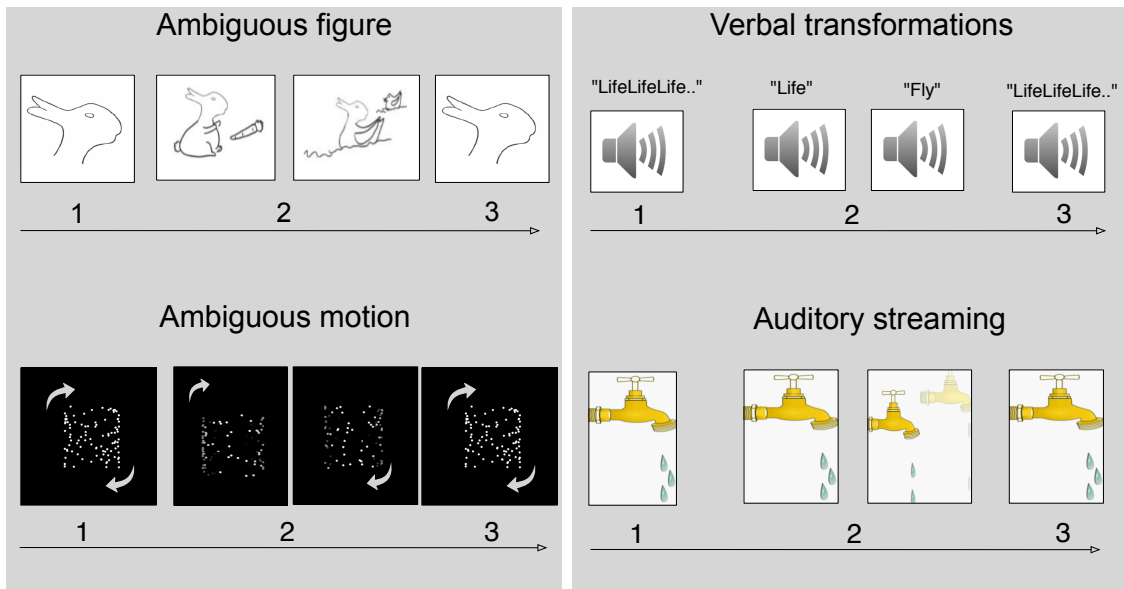 Ambiguous figure
1 2 3
Verbal transformations
"LifeLifeLife.." "Life" "Fly" "LifeLifeLife.."
1 2 3
Ambiguous motion
1 2 3
Auditory streaming
1 2 3